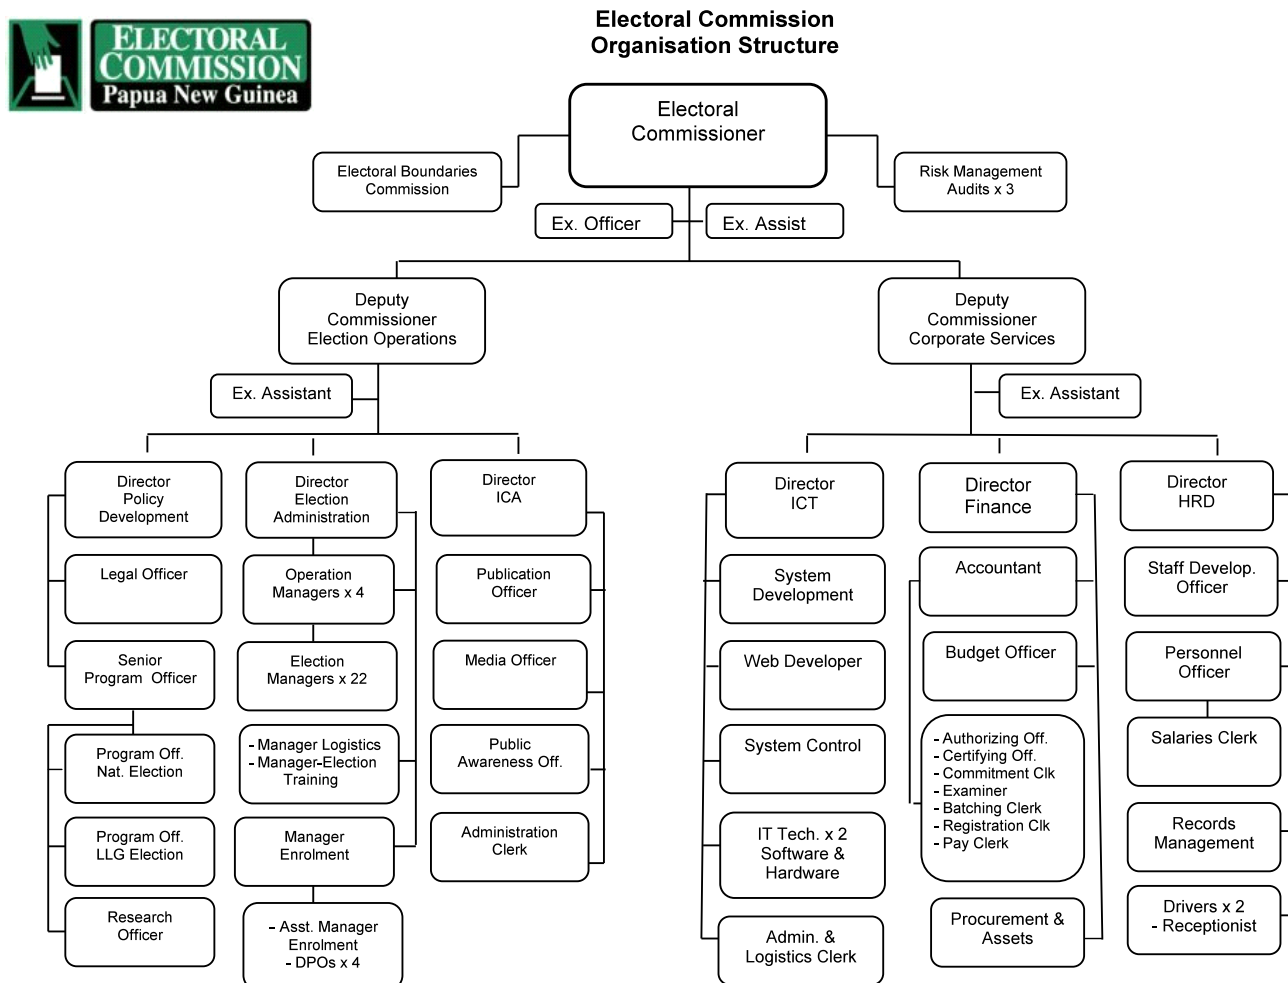 Electoral Commission
Organisation Structure
ELECTORAL
COMMISSION
Papua New Guinea
Electoral
Commissioner
Electoral Boundaries
Commission
Risk Management
Audits x 3
Ex. Officer
Ex. Assist
Deputy
Commissioner
Election Operations
Deputy
Commissioner
Corporate Services
Ex. Assistant
Ex. Assistant
Director
Policy
Development
Legal Officer
Senior
Program Officer
Program Off.
Nat. Election
Program Off.
LLG Election
Research
Officer
Director
Election
Administration
Operation
Managers x 4
Election
Managers x 22
- Manager Logistics
- Manager-Election
Training
Manager
Enrolment
- Asst. Manager
Enrolment
- DPOs x 4
Director
ICA
Publication
Officer
Media Officer
Public
Awareness Off.
Administration
Clerk
Director
ICT
System
Development
Web Developer
System Control
IT Tech. x 2
Software &
Hardware
Admin. &
Logistics Clerk
Director
Finance
Accountant
Budget Officer
- Authorizing Off.
- Certifying Off.
- Commitment Clk
- Examiner
- Batching Clerk
- Registration Clk
- Pay Clerk
Procurement &
Assets
Director
HRD
Staff Develop.
Officer
Personnel
Officer
Salaries Clerk
Records
Management
Drivers x 2
- Receptionist